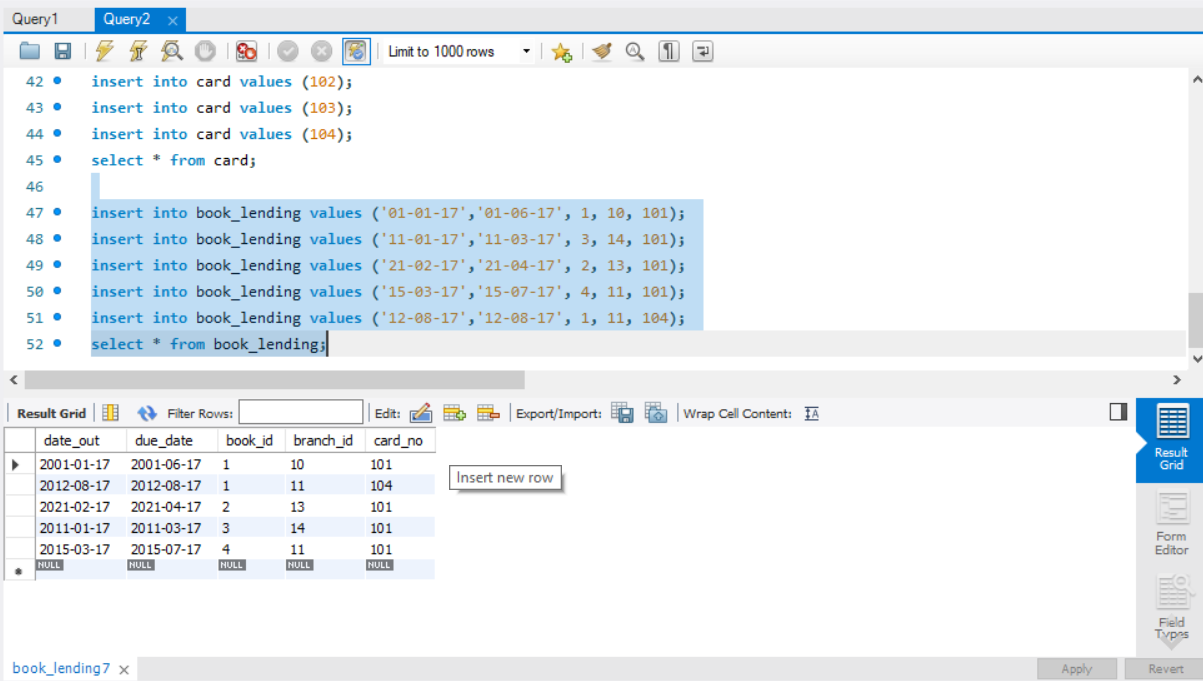 Query1 Query2 ×
Limit to 1000 rows
42 insert into card values (102);
43 insert into card values (103);
44 insert into card values (104);
45 select * from card;
46
47 insert into book_lending values ('01-01-17','01-06-17', 1, 10, 101);
48 insert into book_lending values ('11-01-17','11-03-17', 3, 14, 101);
49 insert into book_lending values ('21-02-17','21-04-17', 2, 13, 101);
50 insert into book_lending values ('15-03-17','15-07-17', 4, 11, 101);
51 insert into book_lending values ('12-08-17','12-08-17', 1, 11, 104);
52 select * from book_lending;
Result Grid Filter Rows: Edit: Export/Import: Wrap Cell Content: IA
date_out due_date book_id branch_id card_no
2001-01-17 2001-06-17 1 10 101
2012-08-17 2012-08-17 1 11 104
2021-02-17 2021-04-17 2 13 101
2011-01-17 2011-03-17 3 14 101
2015-03-17 2015-07-17 4 11 101
NULL NULL NULL NULL NULL
Insert new row
Result
Grid
Form
Editor
Field
Types
book_lending7 × Apply Revert